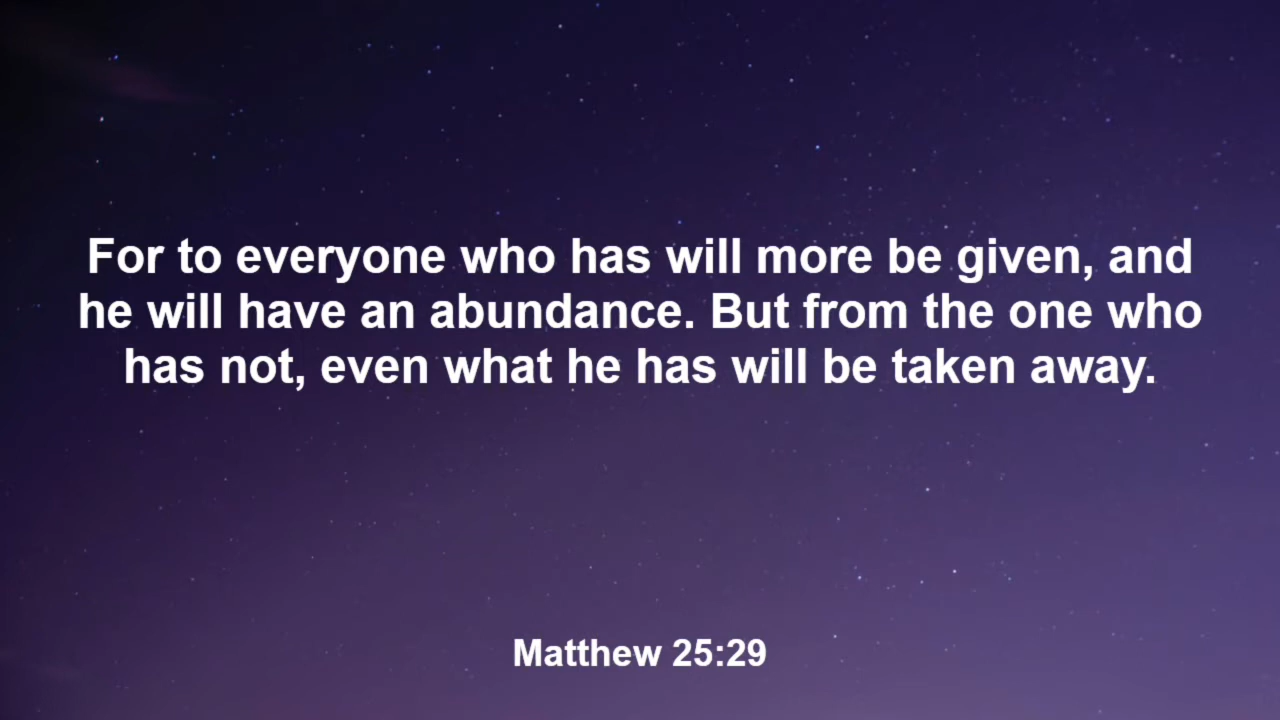 For to everyone who has will more be given, and
he will have an abundance. But from the one who
has not, even what he has will be taken away.
Matthew 25:29